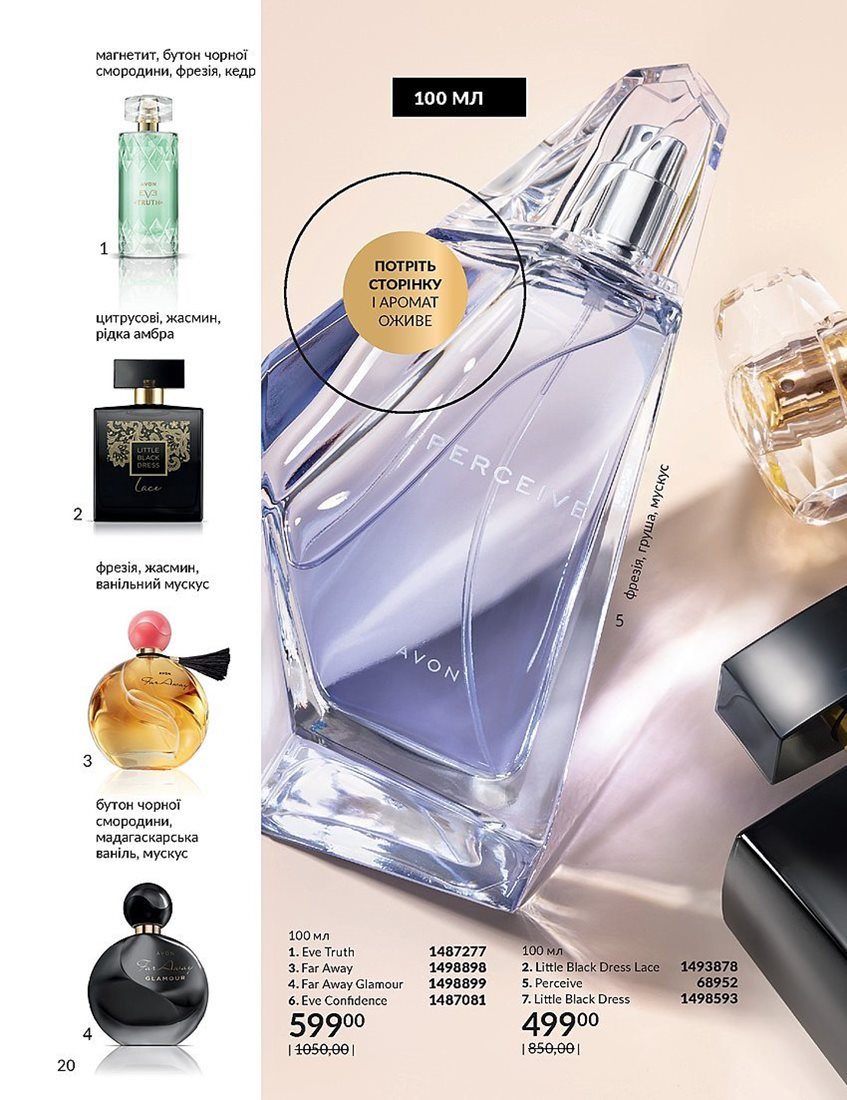 магнетит, бутон чорної
смородини, фрезія, кедр
AVON
EVE
TRUTH
1
цитрусові, жасмин,
рідка амбра
LITTLE
BLACK
DRESS
Lace
2
фрезія, жасмин,
ванільний мускус
AVON
Far Away
3
бутон чорної
смородини,
мадагаскарська
ваніль, мускус
AVON
Far Away
GLAMOUR
4
20
100 МЛ
ПОТРІТЬ
СТОРІНКУ
І АРОМАТ
ОЖИВЕ
PERCEIVE
AVON
фрезія, груша, мускус
5
100 мл
1. Eve Truth 1487277
3. Far Away 1498898
4. Far Away Glamour 1498899
6. Eve Confidence 1487081
59900
| 1050,00 |
100 мл
2. Little Black Dress Lace 1493878
5. Perceive 68952
7. Little Black Dress 1498593
49900
| 850,00 |